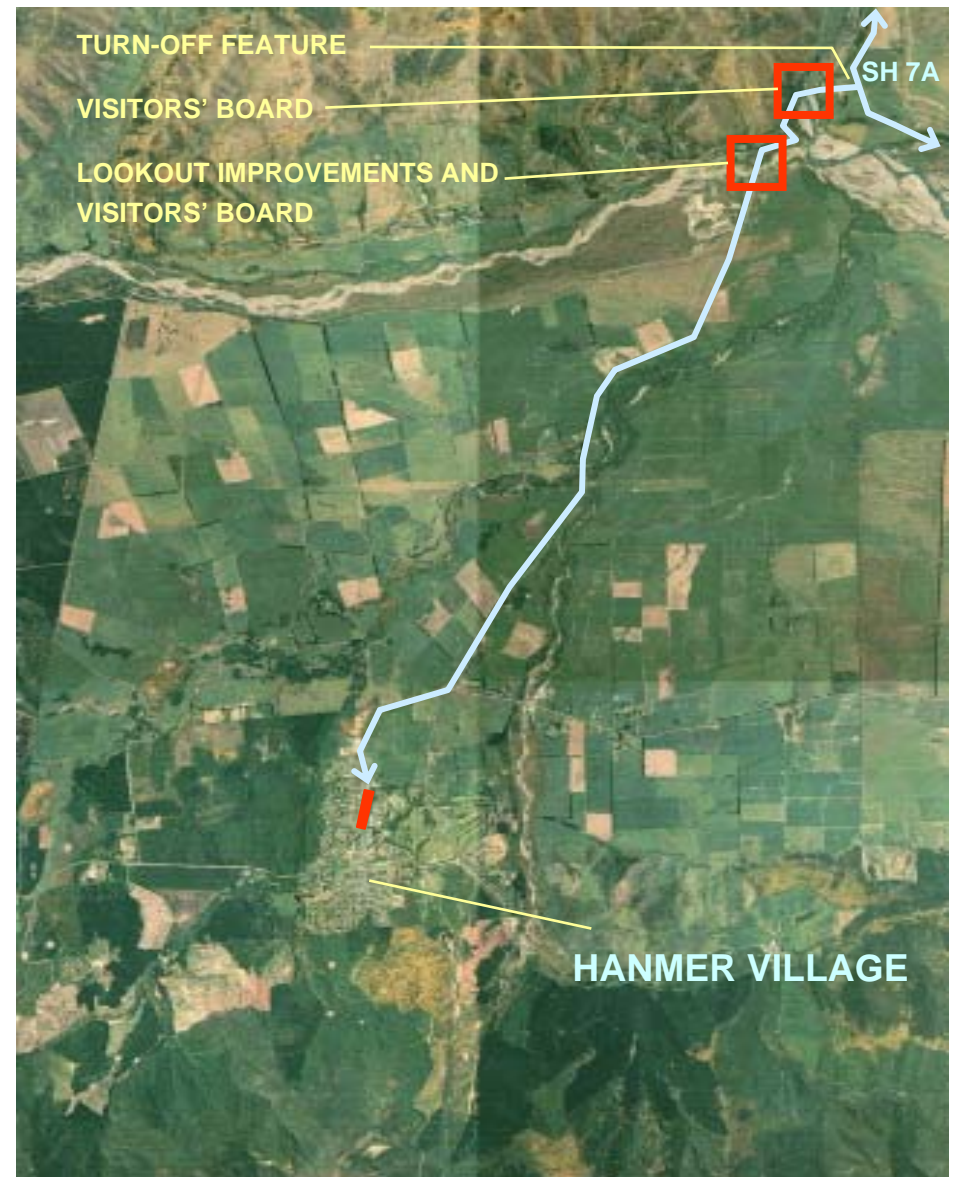 TURN-OFF FEATURE
SH 7A
VISITORS’ BOARD
LOOKOUT IMPROVEMENTS AND
VISITORS’ BOARD
HANMER VILLAGE